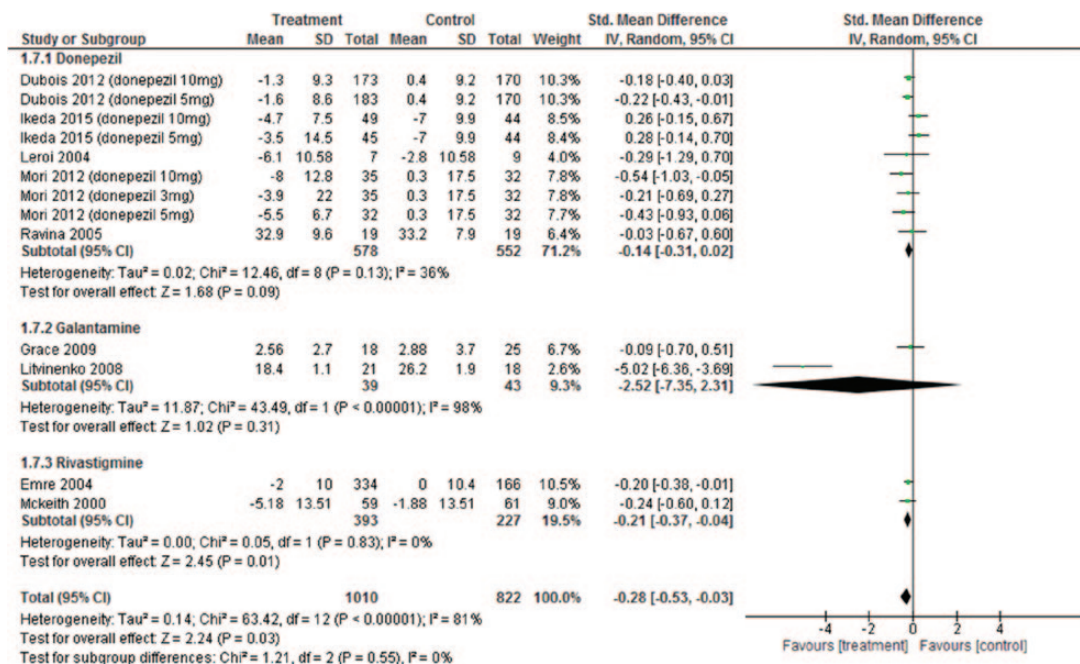 Treatment Control Std. Mean Difference Std. Mean Difference
Study or Subgroup Mean SD Total Mean SD Total Weight IV, Random, 95% CI IV, Random, 95% CI
1.7.1 Donepezil
Dubois 2012 (donepezil 10mg) -1.3 9.3 173 0.4 9.2 170 10.3% -0.18 [-0.40, 0.03]
Dubois 2012 (donepezil 5mg) -1.6 8.6 183 0.4 9.2 170 10.3% -0.22 [-0.43, -0.01]
Ikeda 2015 (donepezil 10mg) -4.7 7.5 49 -7 9.9 44 8.5% 0.26 [-0.15, 0.67]
Ikeda 2015 (donepezil 5mg) -3.5 14.5 45 -7 9.9 44 8.4% 0.28 [-0.14, 0.70]
Leroi 2004 -6.1 10.58 7 -2.8 10.58 9 4.0% -0.29 [-1.29, 0.70]
Mori 2012 (donepezil 10mg) -8 12.8 35 0.3 17.5 32 7.8% -0.54 [-1.03, -0.05]
Mori 2012 (donepezil 3mg) -3.9 22 35 0.3 17.5 32 7.8% -0.21 [-0.69, 0.27]
Mori 2012 (donepezil 5mg) -5.5 6.7 32 0.3 17.5 32 7.7% -0.43 [-0.93, 0.06]
Ravina 2005 32.9 9.6 19 33.2 7.9 19 6.4% -0.03 [-0.67, 0.60]
Subtotal (95% CI) 578 552 71.2% -0.14 [-0.31, 0.02]
Heterogeneity: Tau² = 0.02; Chi² = 12.46, df = 8 (P = 0.13); I² = 36%
Test for overall effect: Z = 1.68 (P = 0.09)
1.7.2 Galantamine
Grace 2009 2.56 2.7 18 2.88 3.7 25 6.7% -0.09 [-0.70, 0.51]
Litvinenko 2008 18.4 1.1 21 26.2 1.9 18 2.6% -5.02 [-6.36, -3.69]
Subtotal (95% CI) 39 43 9.3% -2.52 [-7.35, 2.31]
Heterogeneity: Tau² = 11.87; Chi² = 43.49, df = 1 (P < 0.00001); I² = 98%
Test for overall effect: Z = 1.02 (P = 0.31)
1.7.3 Rivastigmine
Emre 2004 -2 10 334 0 10.4 166 10.5% -0.20 [-0.38, -0.01]
Mckeith 2000 -5.18 13.51 59 -1.88 13.51 61 9.0% -0.24 [-0.60, 0.12]
Subtotal (95% CI) 393 227 19.5% -0.21 [-0.37, -0.04]
Heterogeneity: Tau² = 0.00; Chi² = 0.05, df = 1 (P = 0.83); I² = 0%
Test for overall effect: Z = 2.45 (P = 0.01)
Total (95% CI) 1010 822 100.0% -0.28 [-0.53, -0.03]
Heterogeneity: Tau² = 0.14; Chi² = 63.42, df = 12 (P < 0.00001); I² = 81%
Test for overall effect: Z = 2.24 (P = 0.03)
Test for subgroup differences: Chi² = 1.21, df = 2 (P = 0.55), I² = 0%
-4 -2 0 2 4
Favours [treatment] Favours [control]